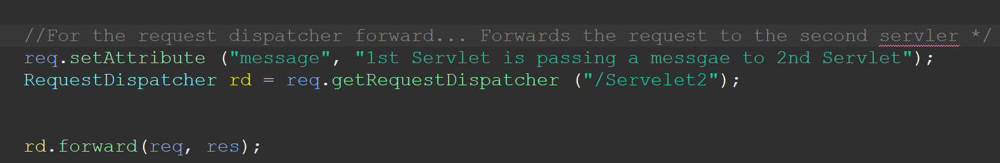 //For the request dispatcher forward... Forwards the request to the second servler */
req.setAttribute ("message", "1st Servlet is passing a messgae to 2nd Servlet");
RequestDispatcher rd = req.getRequestDispatcher ("/Servelet2");
rd.forward(req, res);